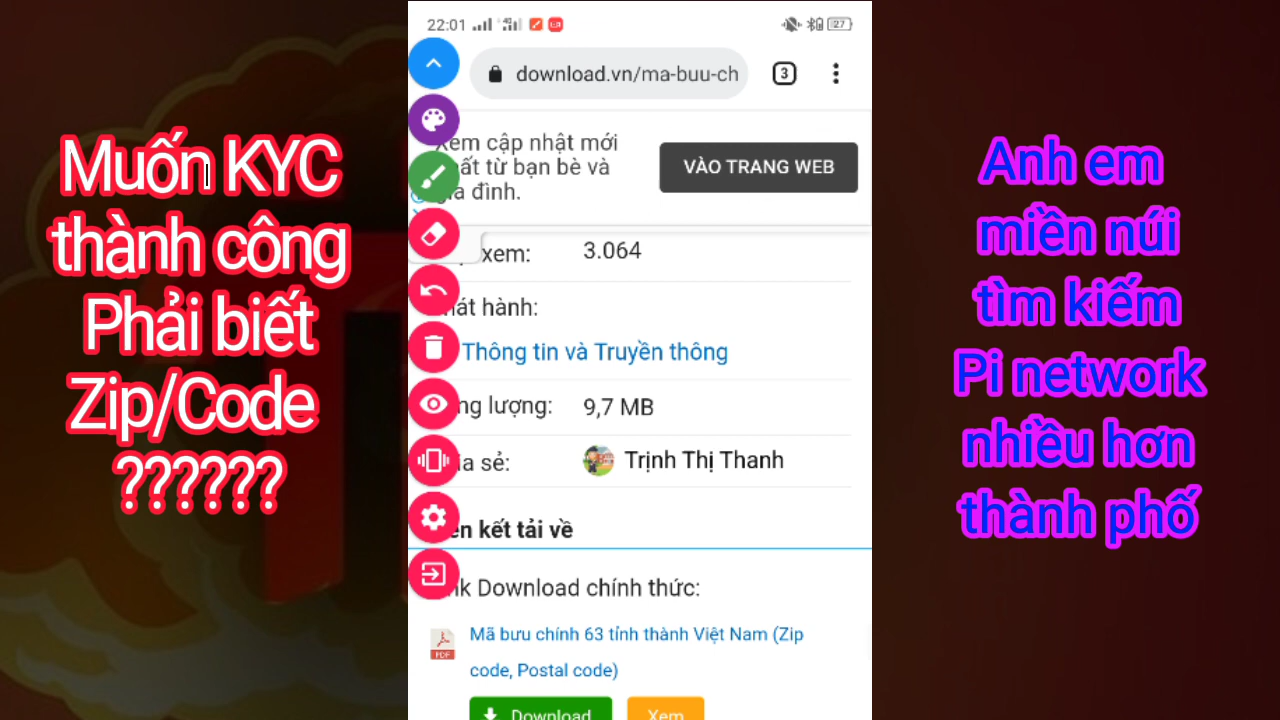 Muốn KYC
thành công
Phải biết
Zip/Code
??????
22:01
27
download.vn/ma-buu-ch
3
Xem cập nhật mới
ất từ bạn bè và
gia đình.
VÀO TRANG WEB
xem:
3.064
hát hành:
Thông tin và Truyền thông
ng lượng:
9,7 MB
ia sẻ:
Trịnh Thị Thanh
ên kết tải về
nk Download chính thức:
Mã bưu chính 63 tỉnh thành Việt Nam (Zip
code, Postal code)
PDF
Download
Xem
Anh em
miền núi
tìm kiếm
Pi network
nhiều hơn
thành phố